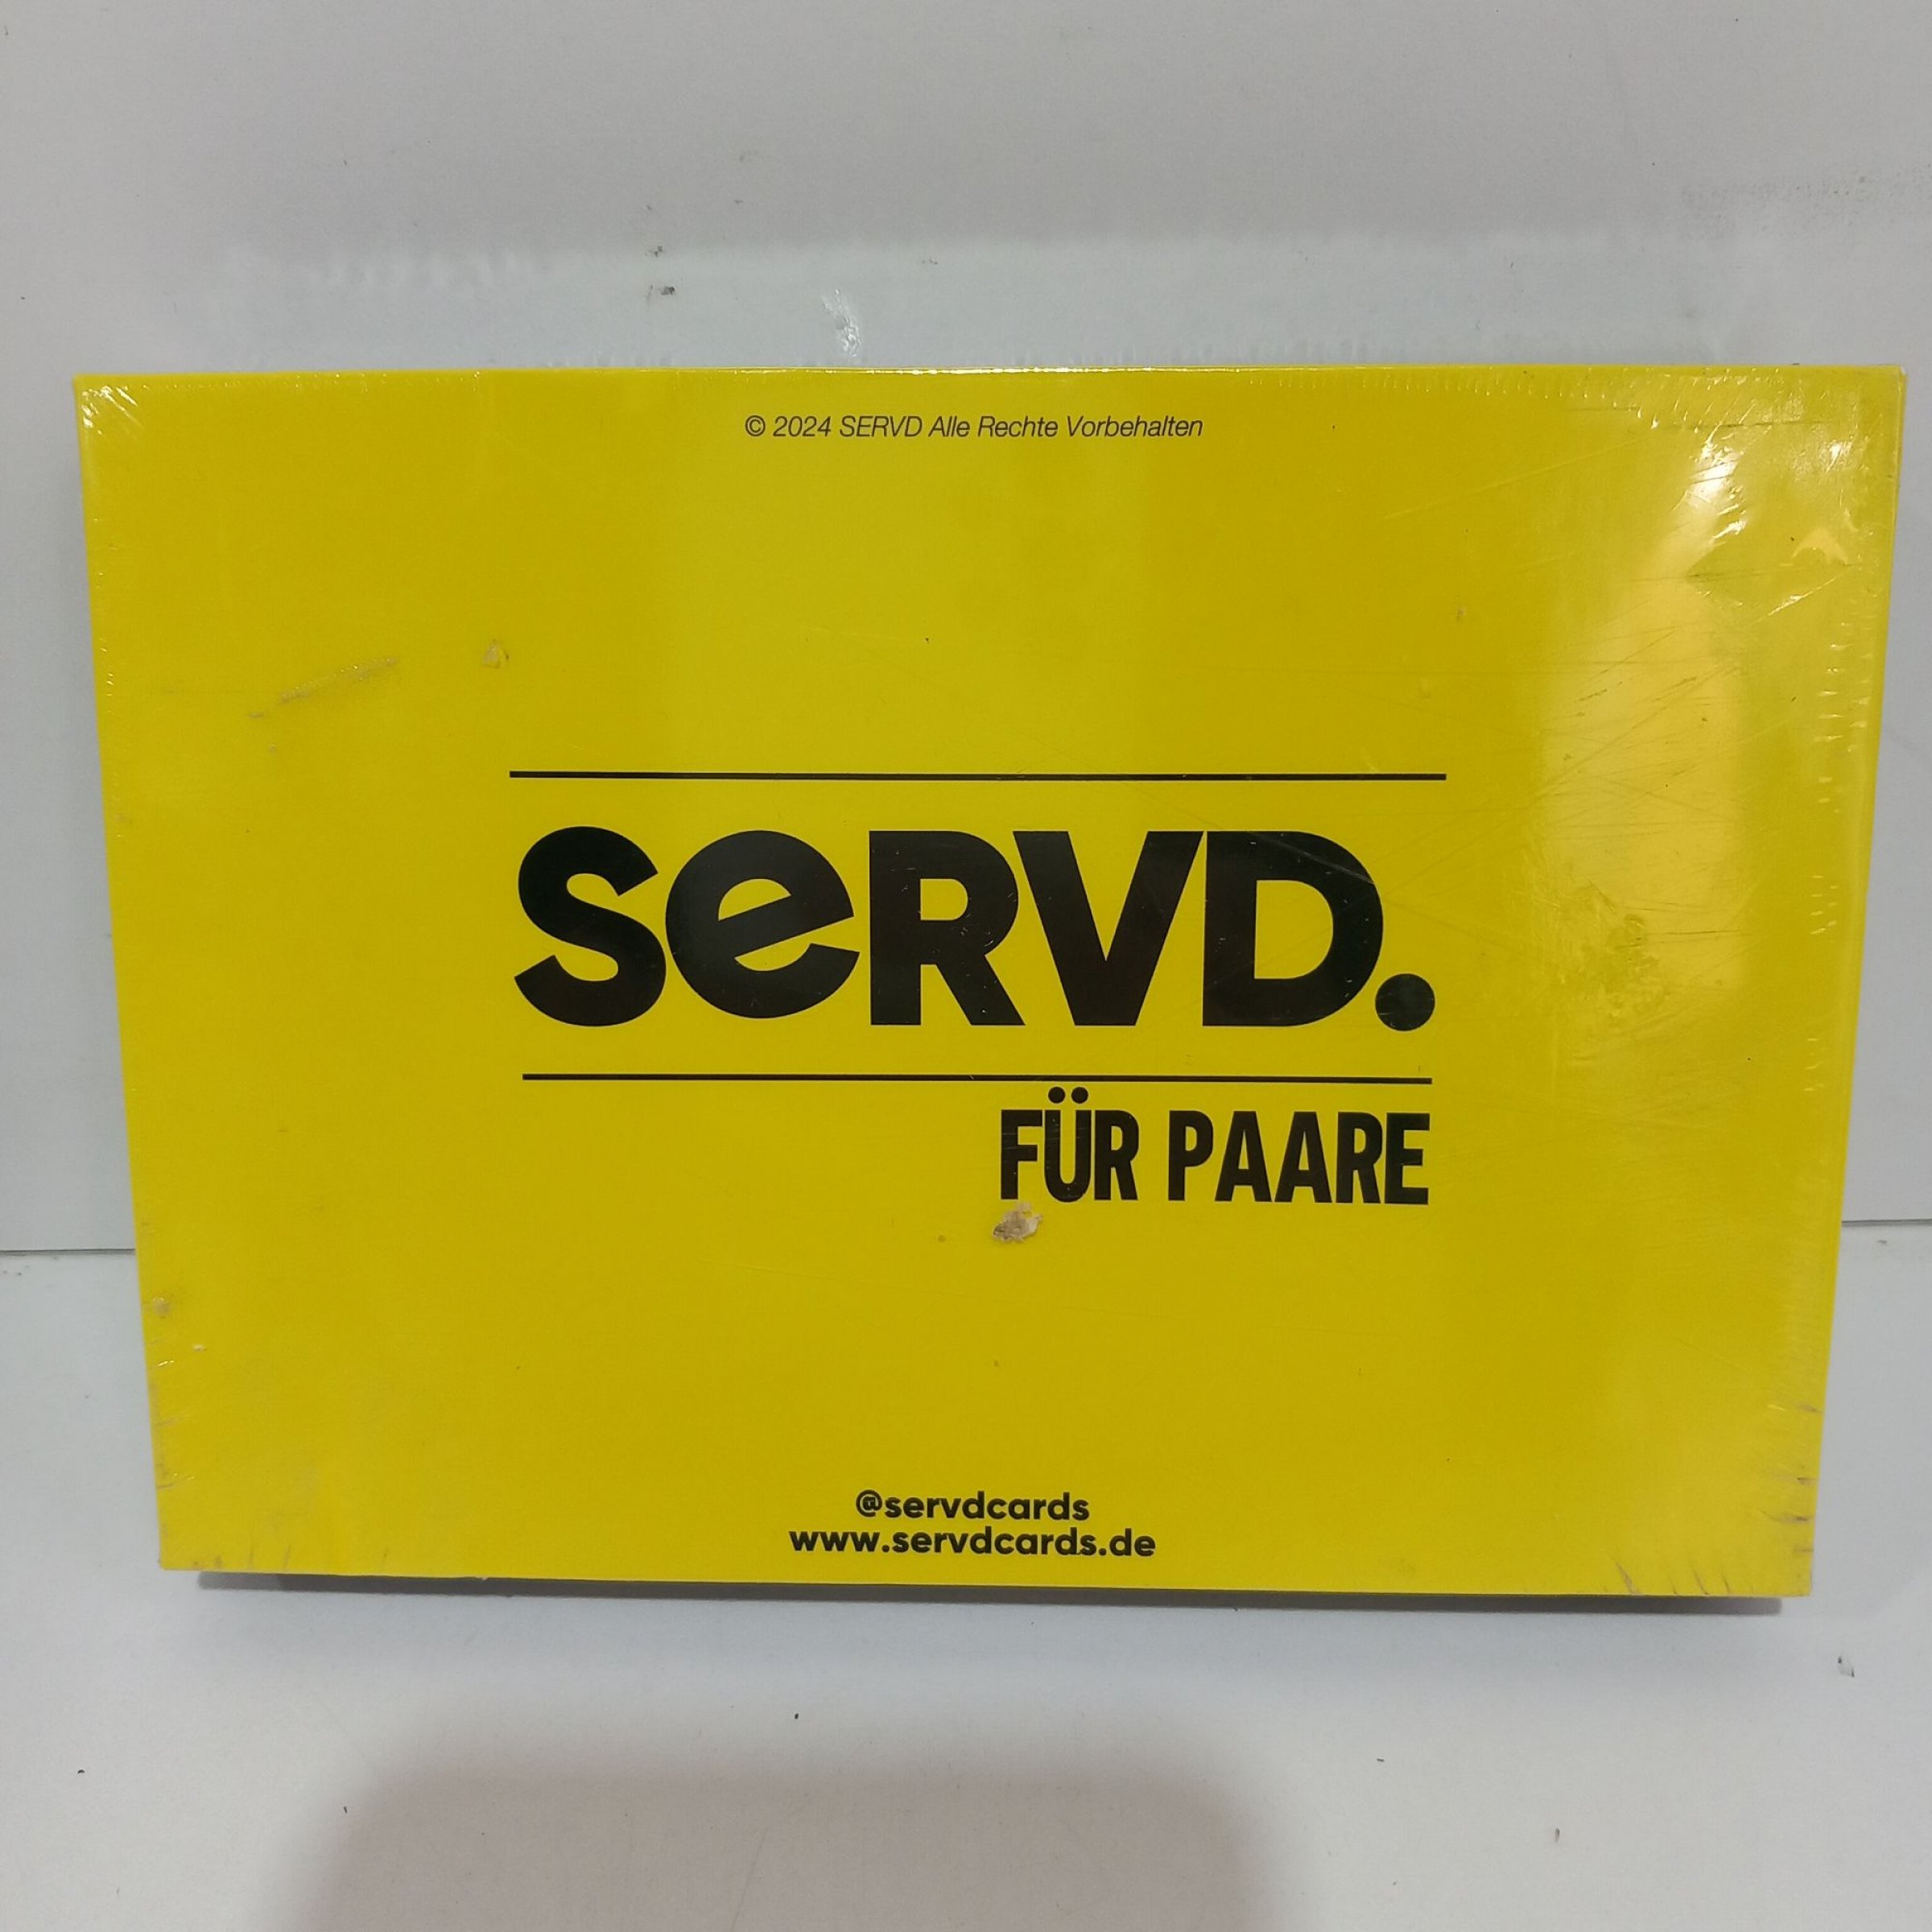 © 2024 SERVD Alle Rechte Vorbehalten
SeRVD.
FÜR PAARE
@servdcards
www.servdcards.de